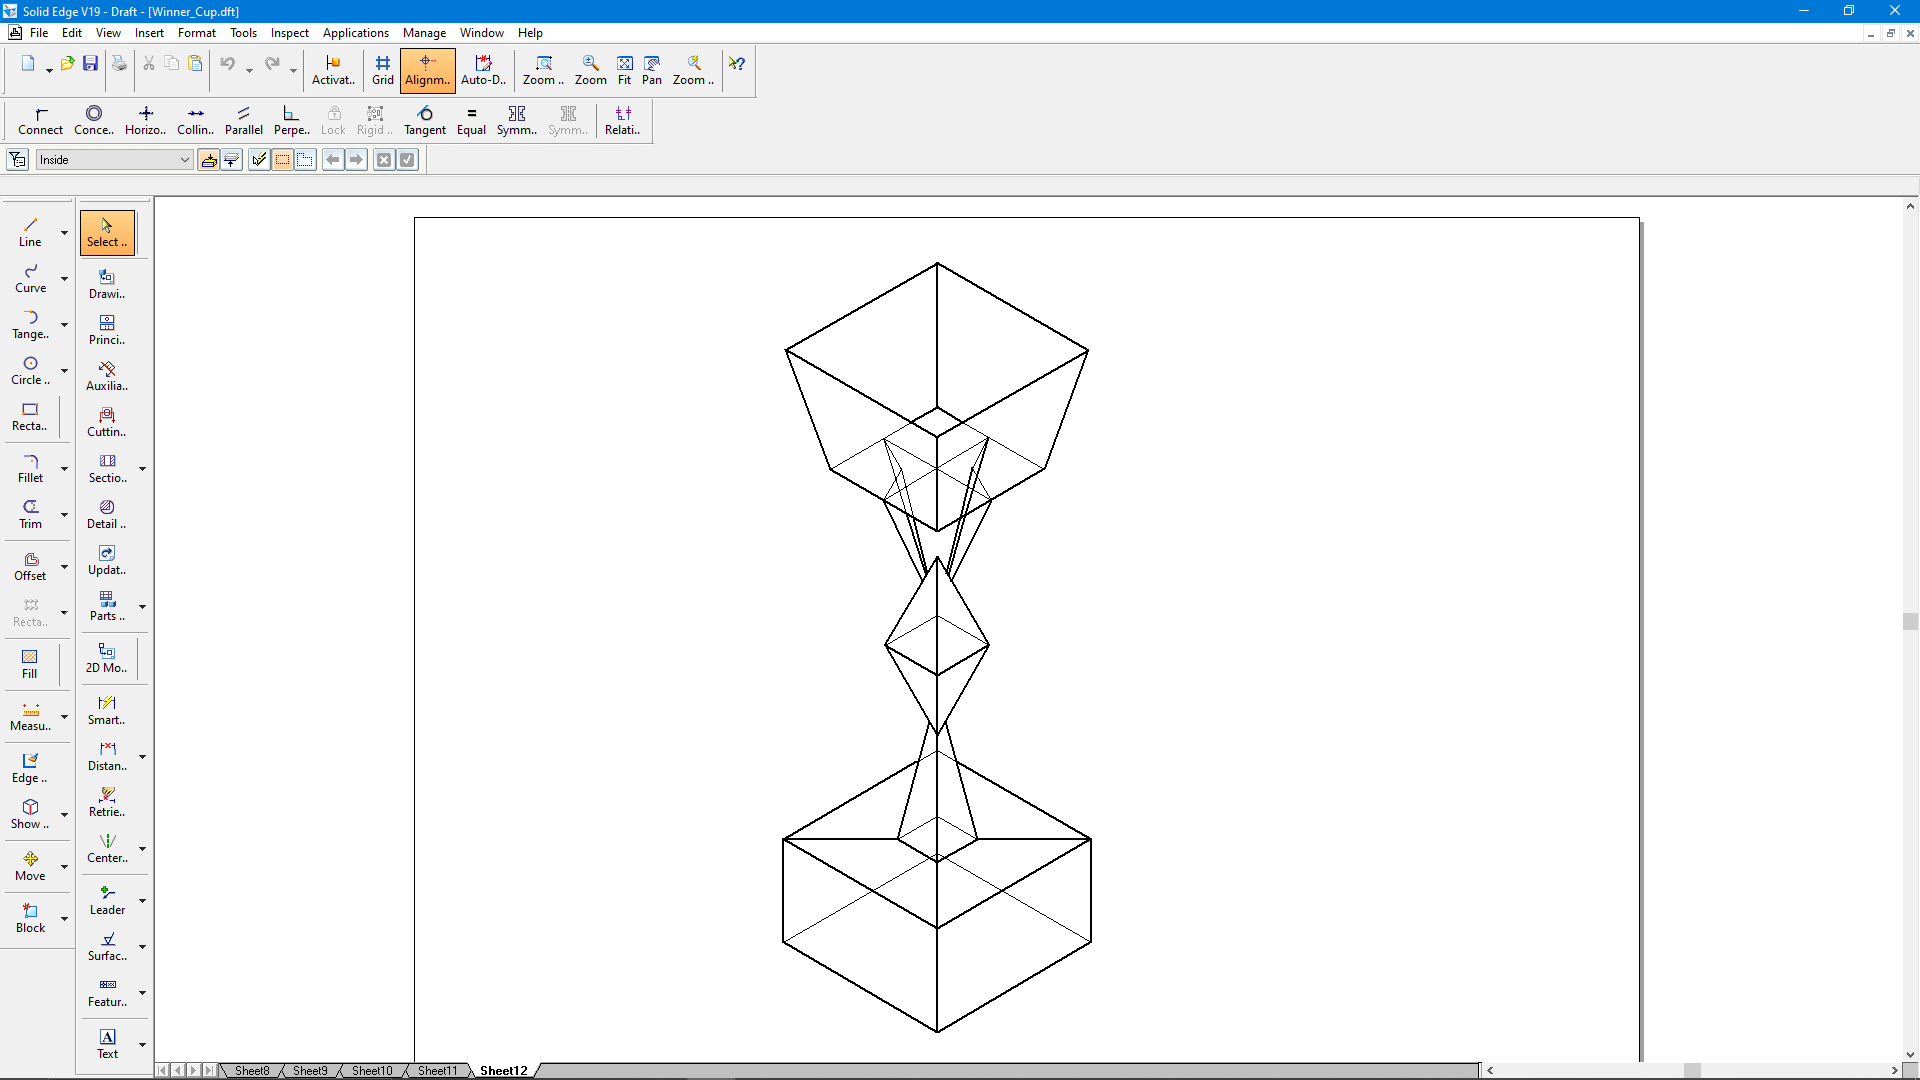 Solid Edge V19 - Draft - [Winner_Cup.dft]
File Edit View Insert Format Tools Inspect Applications Manage Window Help
Activat.. Grid Alignm.. Auto-D.. Zoom .. Zoom Fit Pan Zoom ..
Connect Conce.. Horizo.. Collin.. Parallel Perpe.. Lock Rigid .. Tangent Equal Symm.. Symm.. Relati..
Inside
Line
Curve
Tange..
Circle ..
Recta..
Fillet
Trim
Offset
Recta..
Fill
Measu..
Edge ..
Show ..
Move
Block
Select ..
Drawi..
Princi..
Auxilia..
Cuttin..
Sectio..
Detail ..
Updat..
Parts ..
2D Mo..
Smart..
Distan..
Retrie..
Center..
Leader
Surfac..
Featur..
A
Text
Sheet8 Sheet9 Sheet10 Sheet11 Sheet12